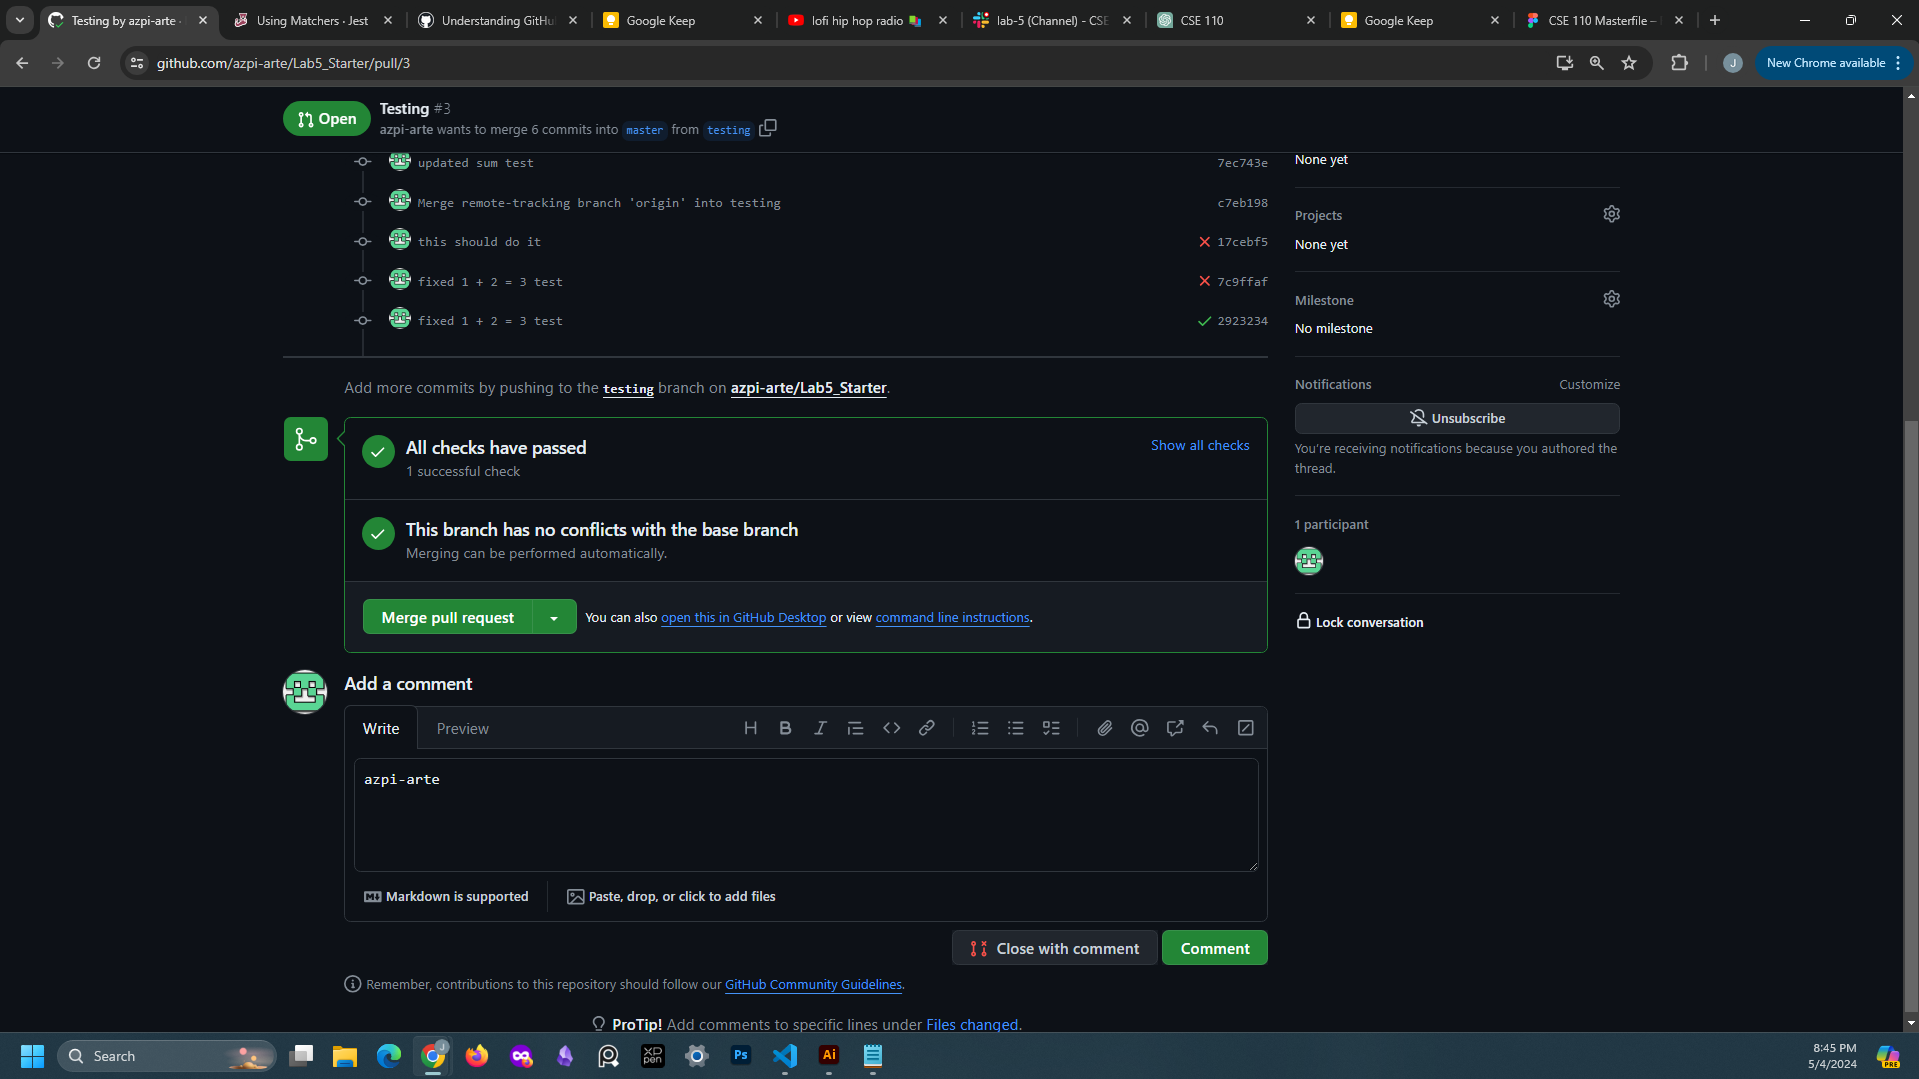 Testing by azpi-arte ·
Using Matchers · Jest
Understanding GitHu
Google Keep
lofi hip hop radio
lab-5 (Channel) - CSE
CSE 110
Google Keep
CSE 110 Masterfile –
github.com/azpi-arte/Lab5_Starter/pull/3
J
New Chrome available
Open
Testing #3
azpi-arte wants to merge 6 commits into master from testing
updated sum test 7ec743e
Merge remote-tracking branch 'origin' into testing c7eb198
this should do it 17cebf5
fixed 1 + 2 = 3 test 7c9ffaf
fixed 1 + 2 = 3 test 2923234
Add more commits by pushing to the testing branch on azpi-arte/Lab5_Starter.
All checks have passed
Show all checks
1 successful check
This branch has no conflicts with the base branch
Merging can be performed automatically.
Merge pull request
You can also open this in GitHub Desktop or view command line instructions.
Add a comment
Write
Preview
azpi-arte
Markdown is supported
Paste, drop, or click to add files
Close with comment
Comment
Remember, contributions to this repository should follow our GitHub Community Guidelines.
ProTip! Add comments to specific lines under Files changed.
None yet
Projects
None yet
Milestone
No milestone
Notifications
Customize
Unsubscribe
You're receiving notifications because you authored the
thread.
1 participant
Lock conversation
Search
J
XP
pen
Ps
Ai
8:45 PM
5/4/2024
PRE